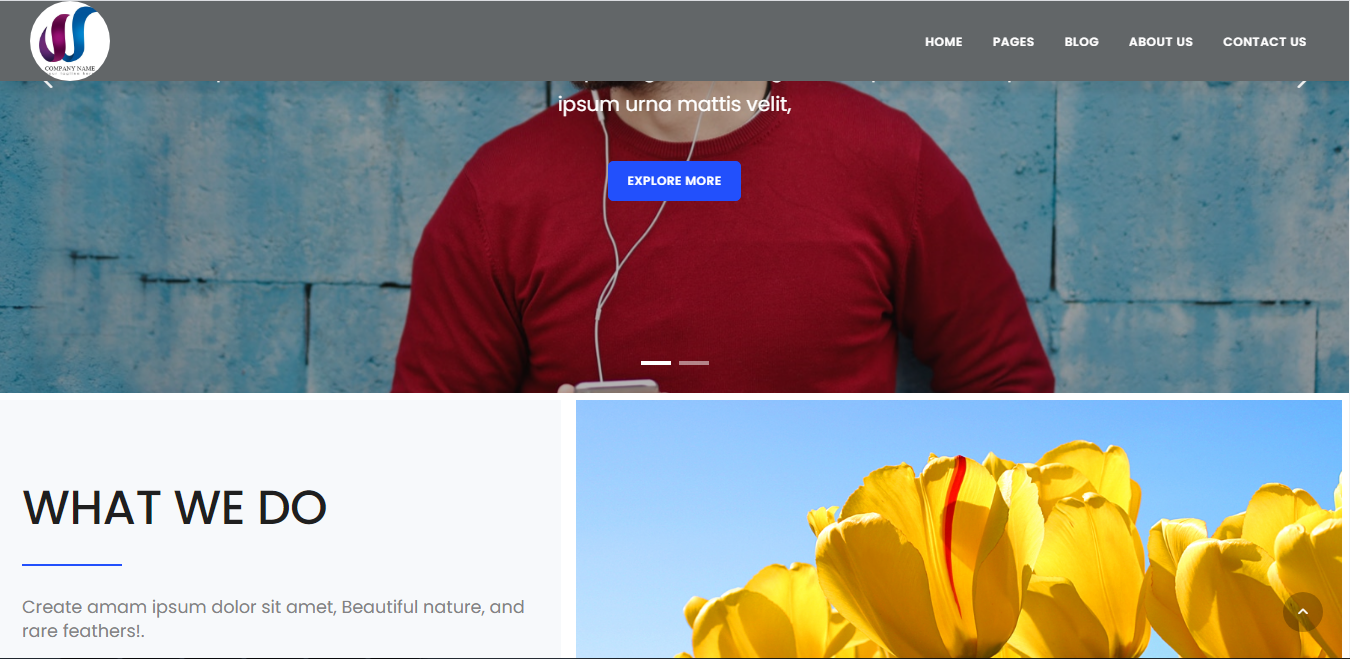 COMPANY NAME
HOME PAGES BLOG ABOUT US CONTACT US
ipsum urna mattis velit,
EXPLORE MORE
WHAT WE DO
Create amam ipsum dolor sit amet, Beautiful nature, and
rare feathers!.